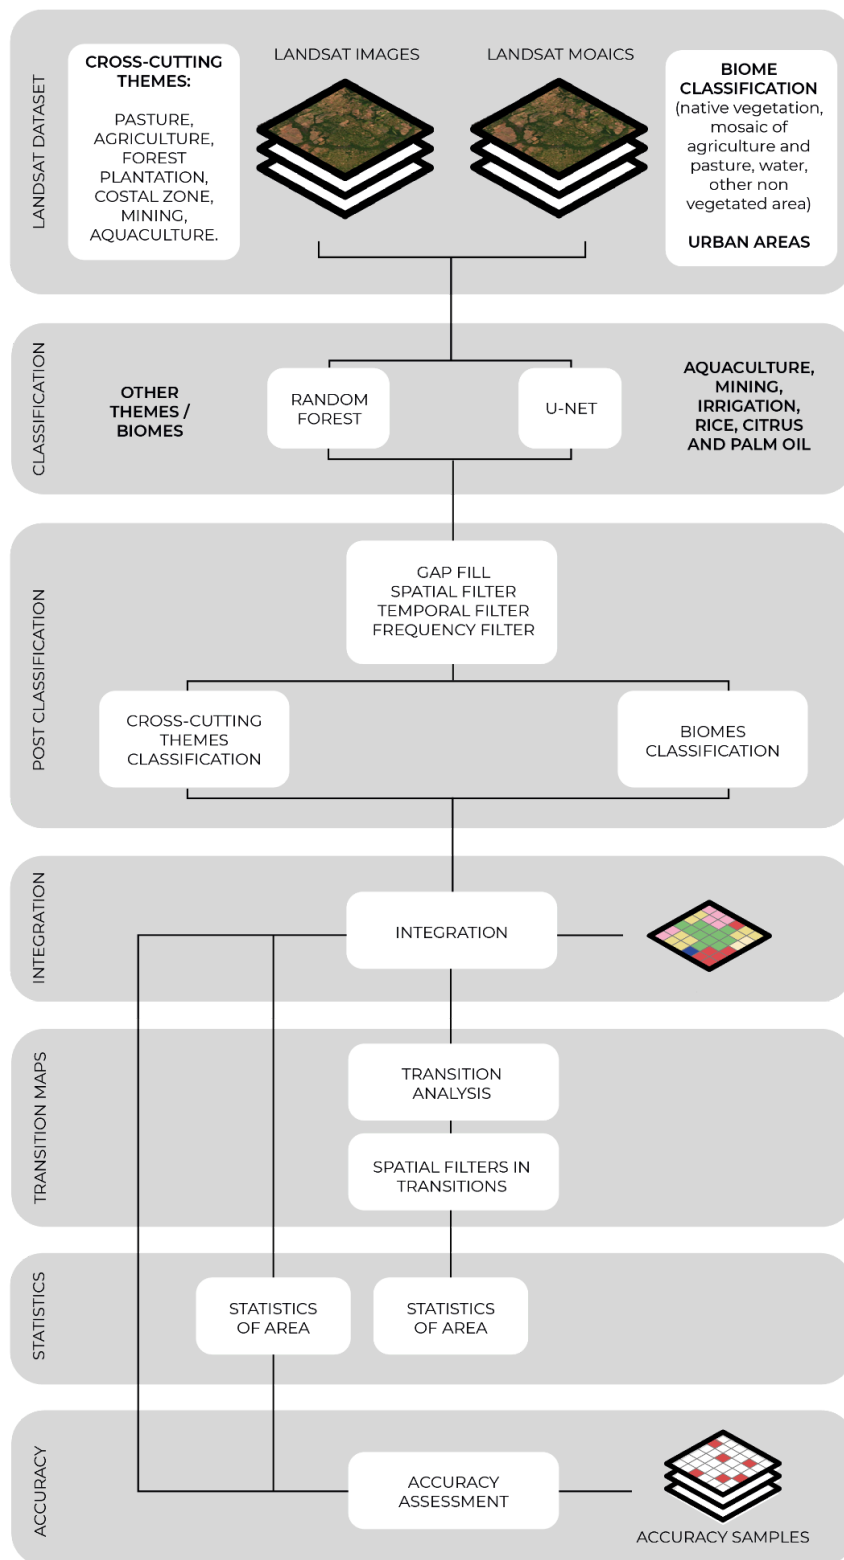 LANDSAT DATASET
CROSS-CUTTING
THEMES:
PASTURE,
AGRICULTURE,
FOREST
PLANTATION,
COSTAL ZONE,
MINING,
AQUACULTURE.
LANDSAT IMAGES
LANDSAT MOAICS
BIOME
CLASSIFICATION
(native vegetation,
mosaic of
agriculture and
pasture, water,
other non
vegetated area)
URBAN AREAS
CLASSIFICATION
OTHER
THEMES /
BIOMES
RANDOM
FOREST
U-NET
AQUACULTURE,
MINING,
IRRIGATION,
RICE, CITRUS
AND PALM OIL
POST CLASSIFICATION
GAP FILL
SPATIAL FILTER
TEMPORAL FILTER
FREQUENCY FILTER
CROSS-CUTTING
THEMES
CLASSIFICATION
BIOMES
CLASSIFICATION
INTEGRATION
INTEGRATION
TRANSITION MAPS
TRANSITION
ANALYSIS
SPATIAL FILTERS IN
TRANSITIONS
STATISTICS
STATISTICS
OF AREA
STATISTICS
OF AREA
ACCURACY
ACCURACY
ASSESSMENT
ACCURACY SAMPLES